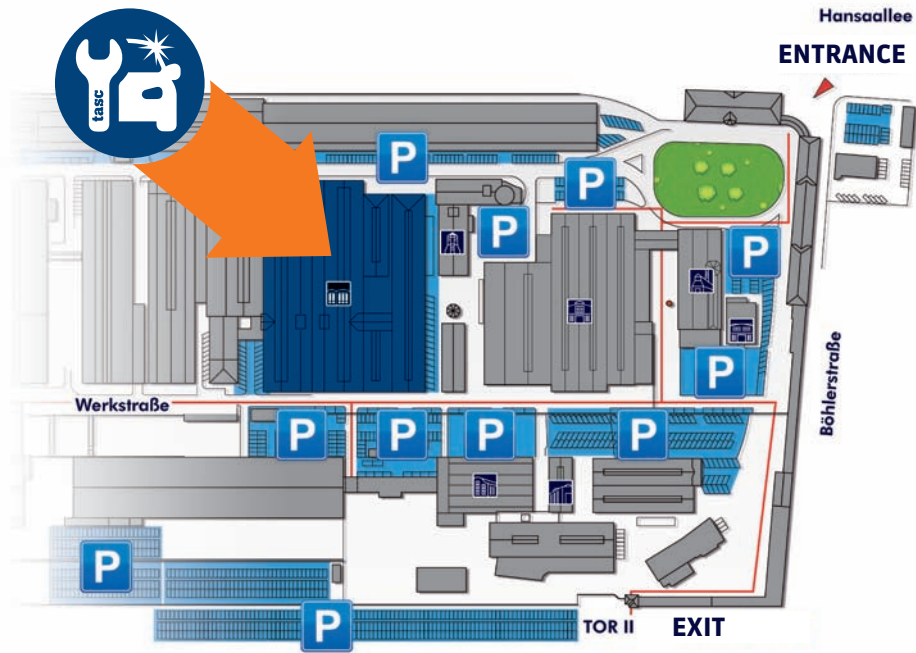 Hansaallee
ENTRANCE
tasc
P
P
P
P
P
Böhlerstraße
Werkstraße
P
P
P
P
P
P
TOR II
EXIT